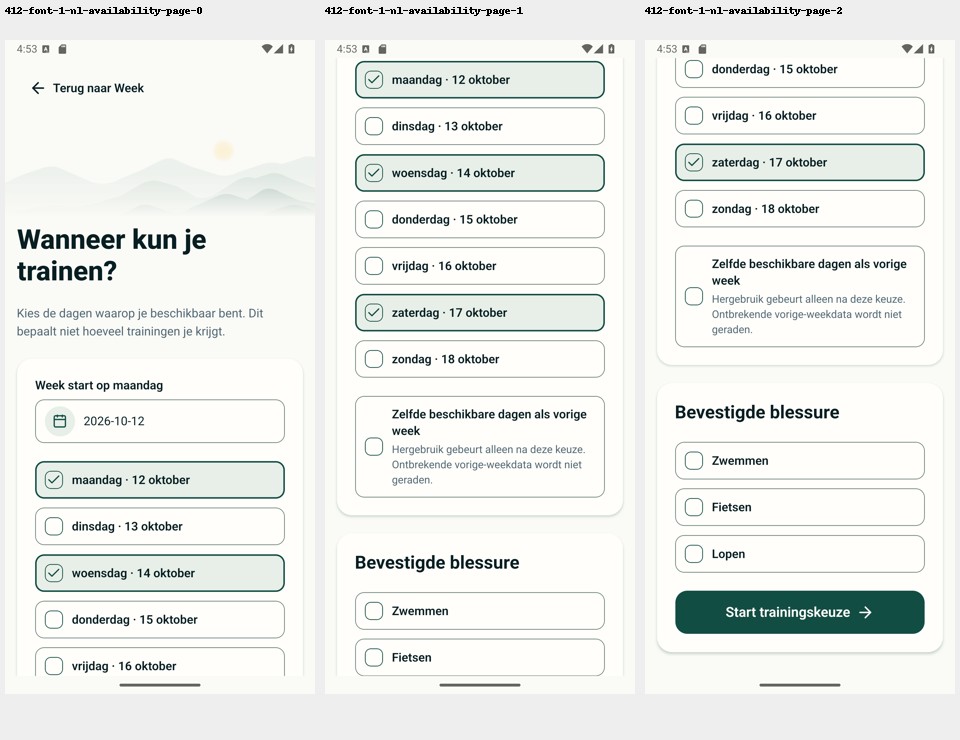 412-font-1-nl-availability-page-0
4:53
Terug naar Week
Wanneer kun je
trainen?
Kies de dagen waarop je beschikbaar bent. Dit
bepaalt niet hoeveel trainingen je krijgt.
Week start op maandag
2026-10-12
maandag · 12 oktober
dinsdag · 13 oktober
woensdag · 14 oktober
donderdag · 15 oktober
vrijdag · 16 oktober
412-font-1-nl-availability-page-1
4:53
maandag · 12 oktober
dinsdag · 13 oktober
woensdag · 14 oktober
donderdag · 15 oktober
vrijdag · 16 oktober
zaterdag · 17 oktober
zondag · 18 oktober
Zelfde beschikbare dagen als vorige
week
Hergebruik gebeurt alleen na deze keuze.
Ontbrekende vorige-weekdata wordt niet
geraden.
Bevestigde blessure
Zwemmen
Fietsen
412-font-1-nl-availability-page-2
4:53
donderdag · 15 oktober
vrijdag · 16 oktober
zaterdag · 17 oktober
zondag · 18 oktober
Zelfde beschikbare dagen als vorige
week
Hergebruik gebeurt alleen na deze keuze.
Ontbrekende vorige-weekdata wordt niet
geraden.
Bevestigde blessure
Zwemmen
Fietsen
Lopen
Start trainingskeuze